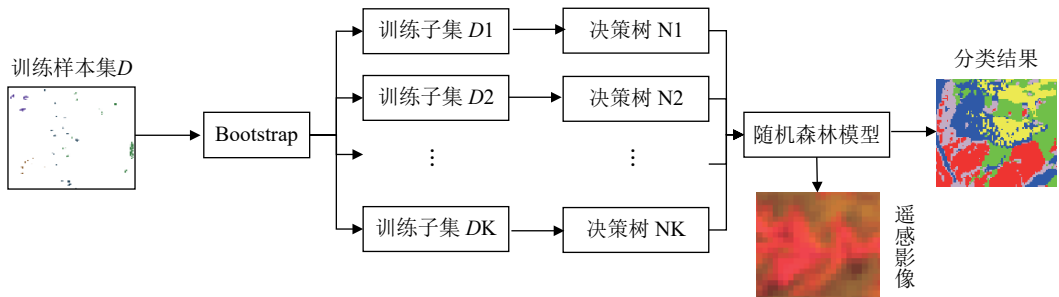 训练样本集D
Bootstrap
训练子集 D1
决策树 N1
训练子集 D2
决策树 N2
⋮
⋮
训练子集 DK
决策树 NK
随机森林模型
分类结果
遥感影像